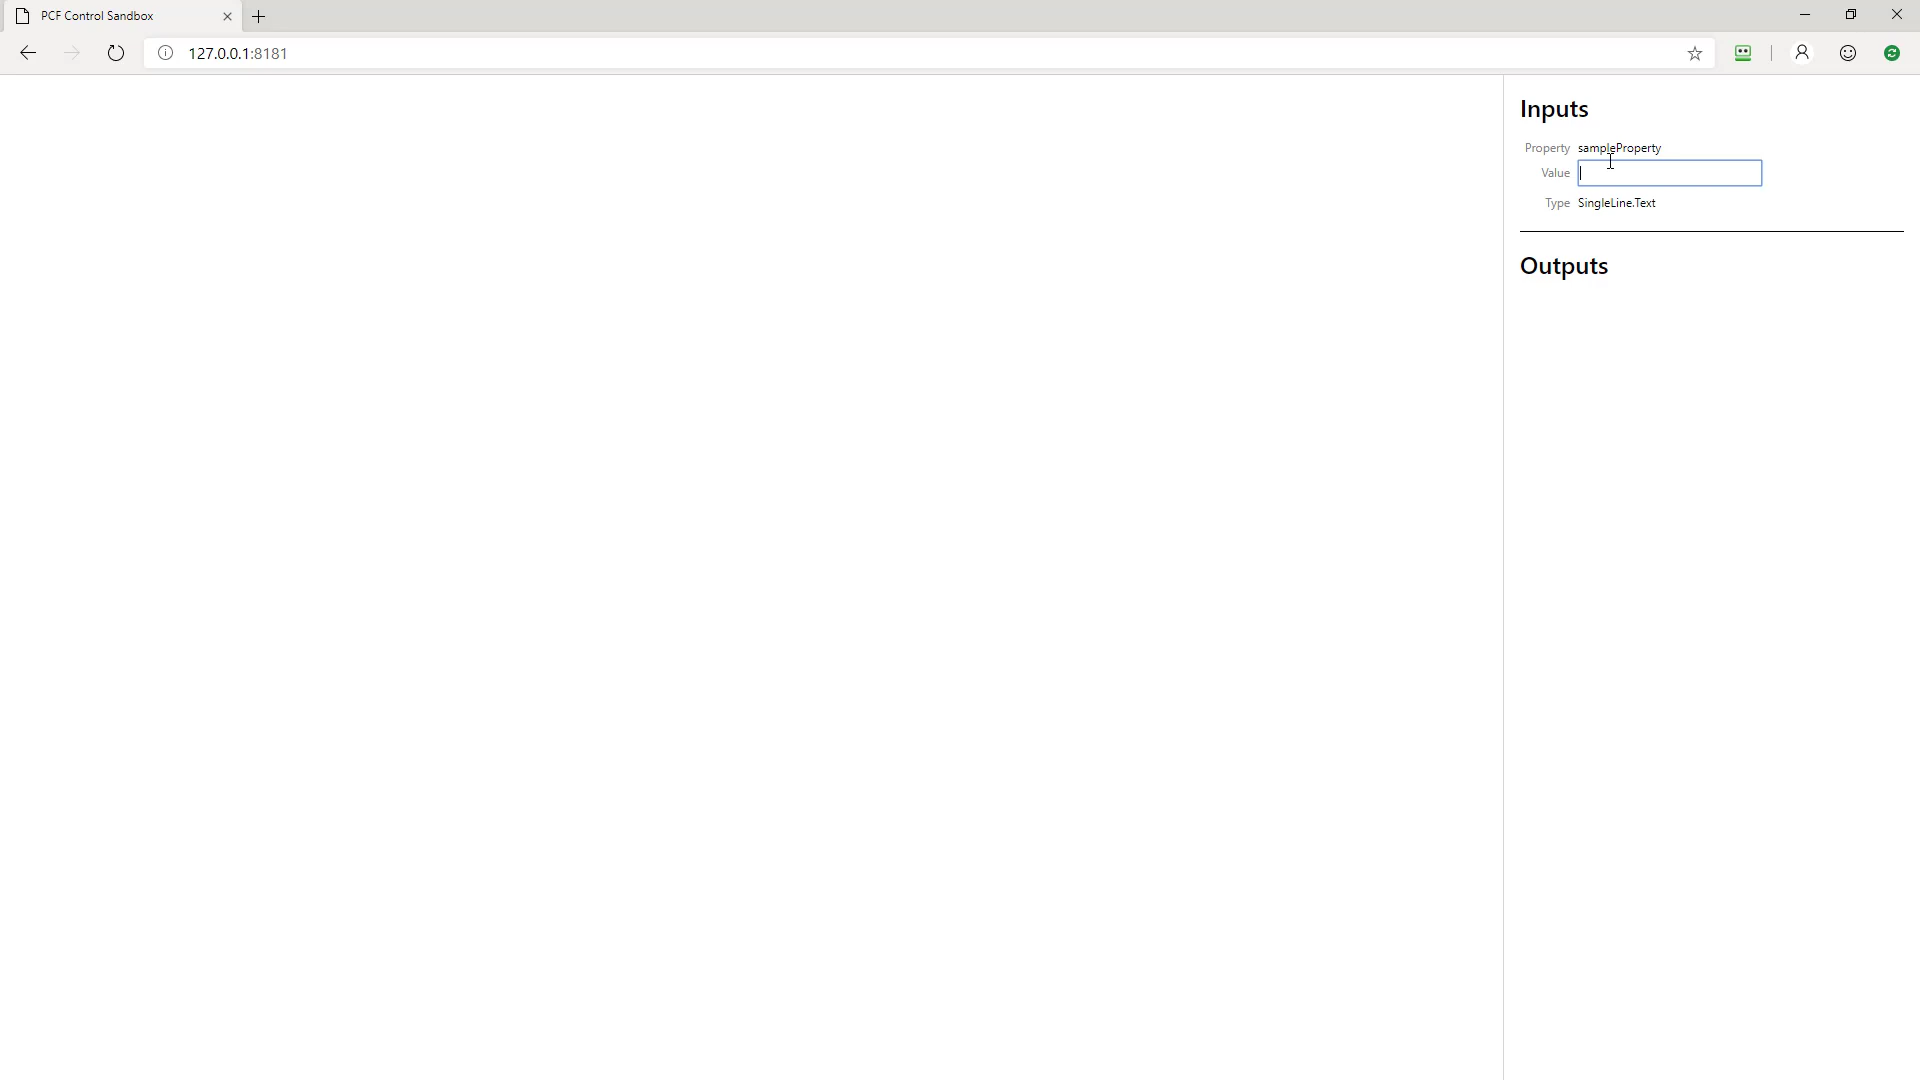 PCF Control Sandbox
127.0.0.1:8181
Inputs
Property sampleProperty
Value
Type SingleLine.Text
Outputs